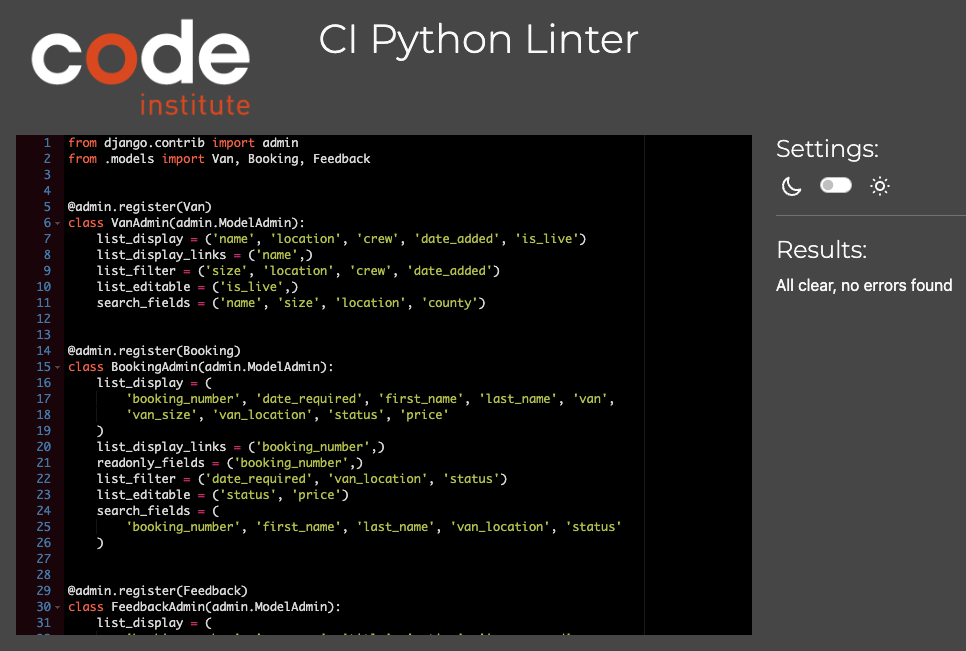 code
institute
CI Python Linter
1 from django.contrib import admin
2 from .models import Van, Booking, Feedback
3
4
5 @admin.register(Van)
6 class VanAdmin(admin.ModelAdmin):
7     list_display = ('name', 'location', 'crew', 'date_added', 'is_live')
8     list_display_links = ('name',)
9     list_filter = ('size', 'location', 'crew', 'date_added')
10     list_editable = ('is_live',)
11     search_fields = ('name', 'size', 'location', 'county')
12
13
14 @admin.register(Booking)
15 class BookingAdmin(admin.ModelAdmin):
16     list_display = (
17         'booking_number', 'date_required', 'first_name', 'last_name', 'van',
18         'van_size', 'van_location', 'status', 'price'
19     )
20     list_display_links = ('booking_number',)
21     readonly_fields = ('booking_number',)
22     list_filter = ('date_required', 'van_location', 'status')
23     list_editable = ('status', 'price')
24     search_fields = (
25         'booking_number', 'first_name', 'last_name', 'van_location', 'status'
26     )
27
28
29 @admin.register(Feedback)
30 class FeedbackAdmin(admin.ModelAdmin):
31     list_display = (
Settings:
Results:
All clear, no errors found